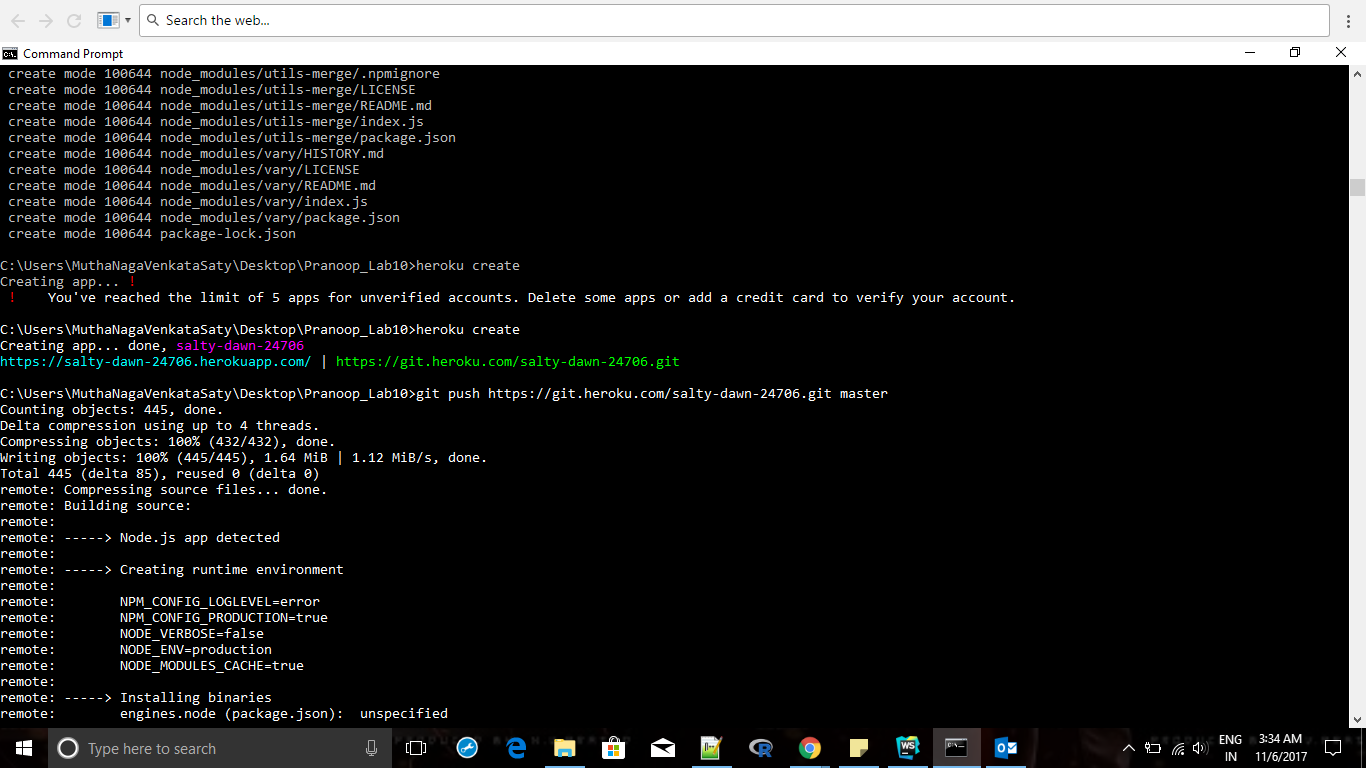 Search the web...
Command Prompt
create mode 100644 node_modules/utils-merge/.npmignore
create mode 100644 node_modules/utils-merge/LICENSE
create mode 100644 node_modules/utils-merge/README.md
create mode 100644 node_modules/utils-merge/index.js
create mode 100644 node_modules/utils-merge/package.json
create mode 100644 node_modules/vary/HISTORY.md
create mode 100644 node_modules/vary/LICENSE
create mode 100644 node_modules/vary/README.md
create mode 100644 node_modules/vary/index.js
create mode 100644 node_modules/vary/package.json
create mode 100644 package-lock.json
C:\Users\MuthaNagaVenkataSaty\Desktop\Pranoop_Lab10>heroku create
Creating app... !
!    You've reached the limit of 5 apps for unverified accounts. Delete some apps or add a credit card to verify your account.
C:\Users\MuthaNagaVenkataSaty\Desktop\Pranoop_Lab10>heroku create
Creating app... done, salty-dawn-24706
https://salty-dawn-24706.herokuapp.com/ | https://git.heroku.com/salty-dawn-24706.git
C:\Users\MuthaNagaVenkataSaty\Desktop\Pranoop_Lab10>git push https://git.heroku.com/salty-dawn-24706.git master
Counting objects: 445, done.
Delta compression using up to 4 threads.
Compressing objects: 100% (432/432), done.
Writing objects: 100% (445/445), 1.64 MiB | 1.12 MiB/s, done.
Total 445 (delta 85), reused 0 (delta 0)
remote: Compressing source files... done.
remote: Building source:
remote:
remote: -----> Node.js app detected
remote:
remote: -----> Creating runtime environment
remote:
remote:        NPM_CONFIG_LOGLEVEL=error
remote:        NPM_CONFIG_PRODUCTION=true
remote:        NODE_VERBOSE=false
remote:        NODE_ENV=production
remote:        NODE_MODULES_CACHE=true
remote:
remote: -----> Installing binaries
remote:        engines.node (package.json):  unspecified
Type here to search
ENG
IN
3:34 AM
11/6/2017